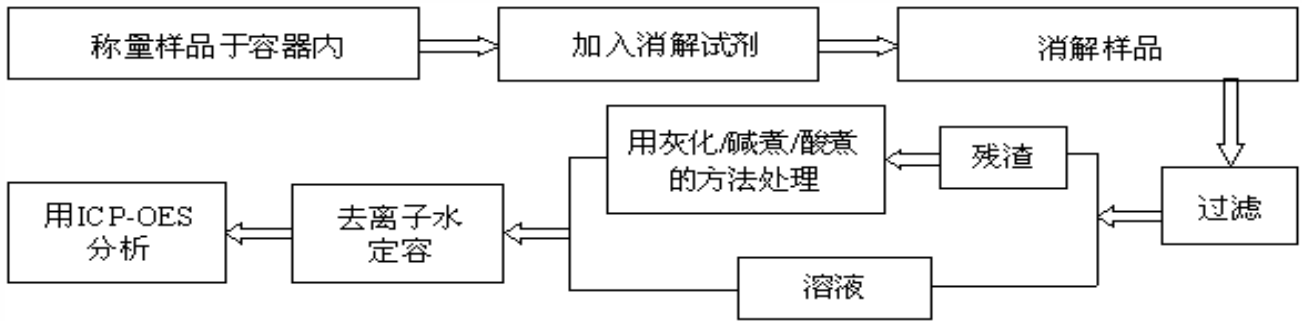 称量样品于容器内
加入消解试剂
消解样品
过滤
残渣
用灰化/碱煮/酸煮
的方法处理
溶液
去离子水
定容
用ICP-OES
分析